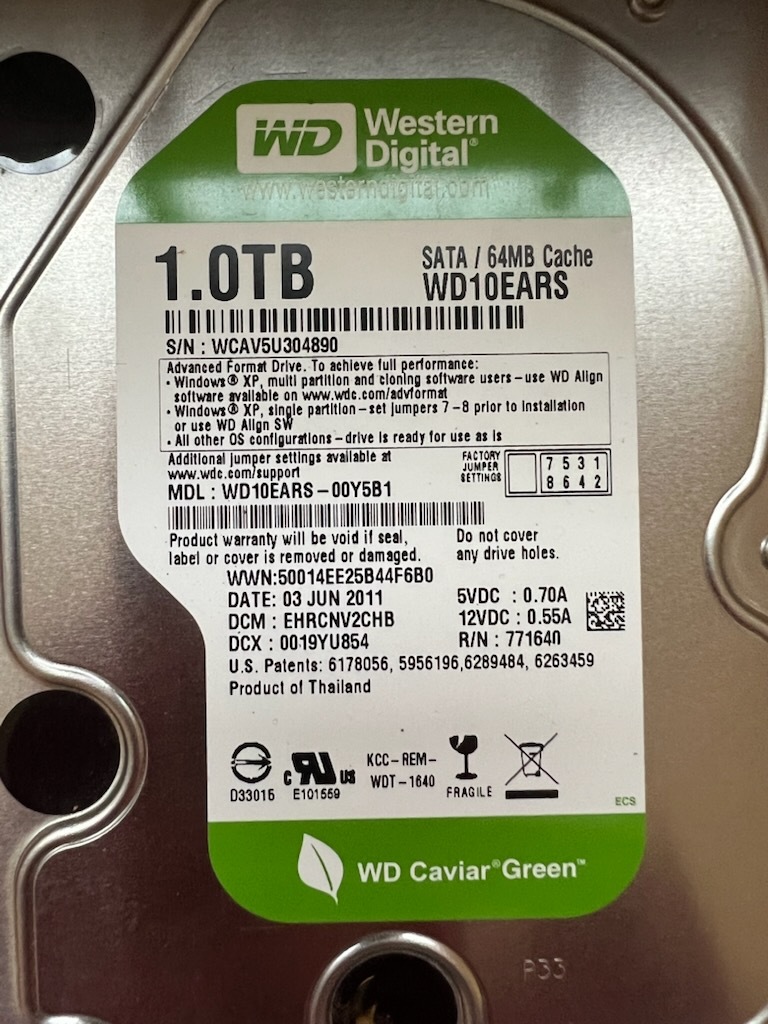 WD Western
Digital®
www.westerndigital.com
1.0TB
SATA / 64MB Cache
WD10EARS
S/N : WCAV5U304890
Advanced Format Drive. To achieve full performance:
• Windows® XP, multi partition and cloning software users – use WD Align
software available on www.wdc.com/advformat
• Windows® XP, single partition – set jumpers 7 – 8 prior to installation
or use WD Align SW
• All other OS configurations – drive is ready for use as is
Additional jumper settings available at
www.wdc.com/support
FACTORY
JUMPER
SETTINGS
7 5 3 1
8 6 4 2
MDL : WD10EARS – 00Y5B1
Product warranty will be void if seal,
label or cover is removed or damaged.
Do not cover
any drive holes.
WWN:50014EE25B44F6B0
DATE: 03 JUN 2011
DCM : EHRCNV2CHB
DCX : 0019YU854
5VDC : 0.70A
12VDC : 0.55A
R/N : 771640
U.S. Patents: 6178056, 5956196,6289484, 6263459
Product of Thailand
D33015
c RU us
E101559
KCC – REM –
WDT – 1640
FRAGILE
ECS
WD Caviar® Green™
P33